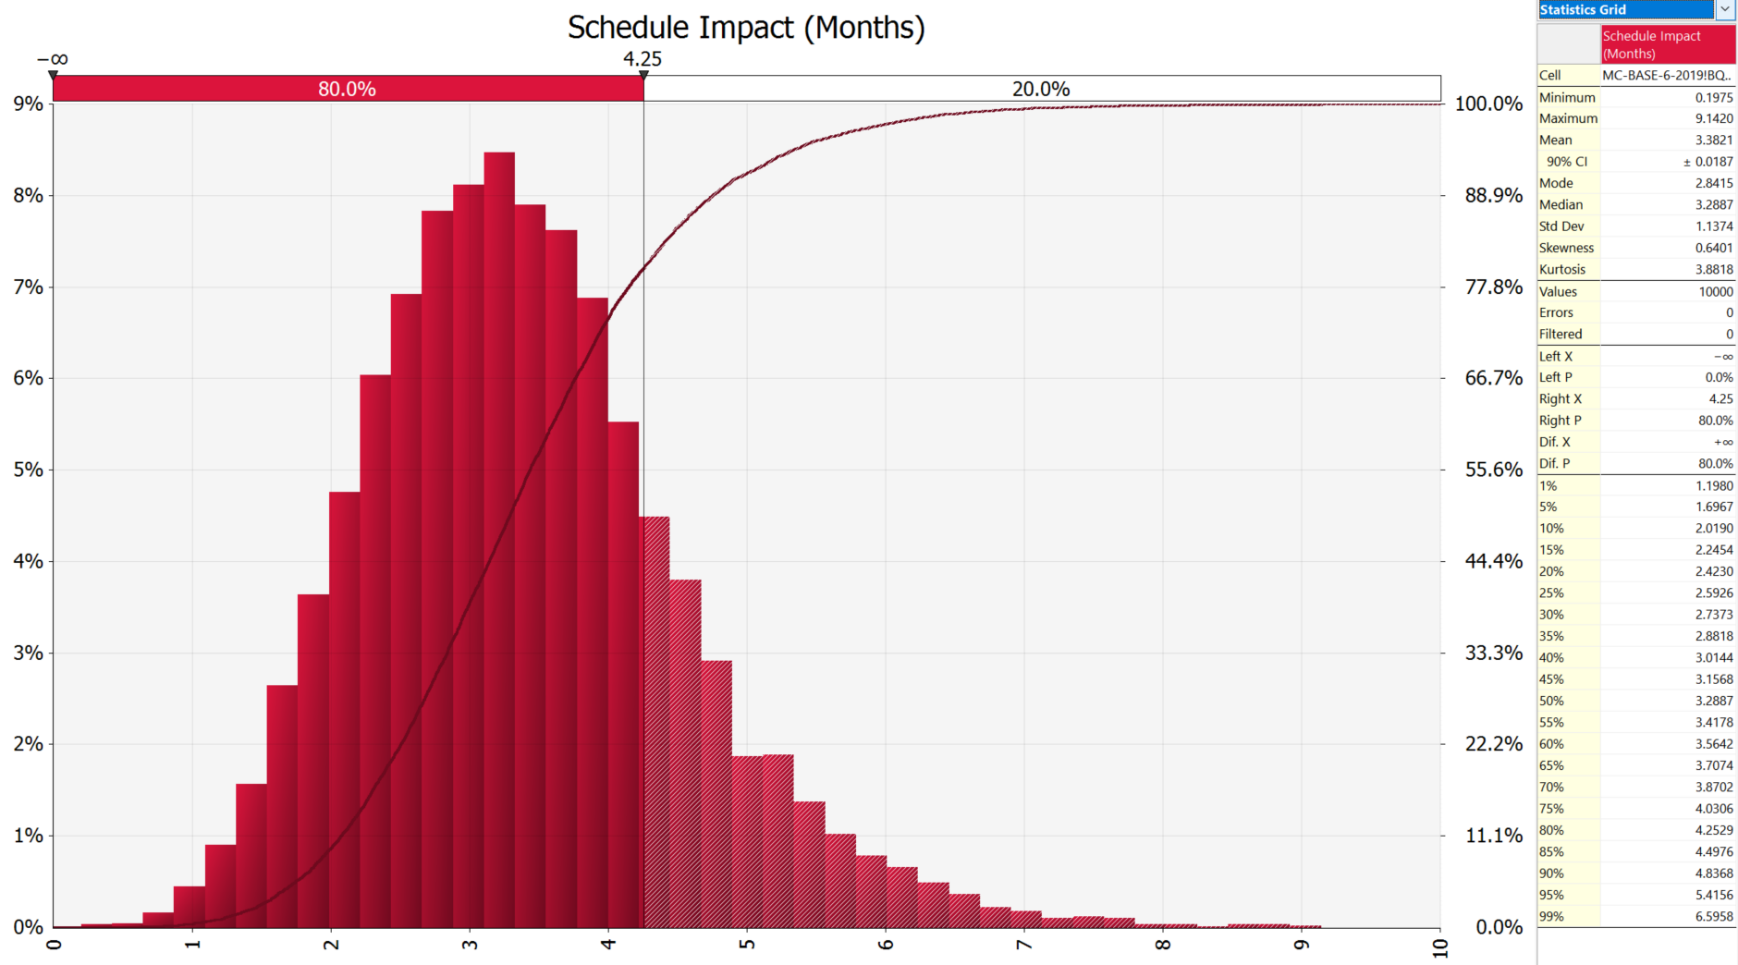 Schedule Impact (Months)
−∞ 4.25
80.0% 20.0%
9% 100.0%
8% 88.9%
7% 77.8%
6% 66.7%
5% 55.6%
4% 44.4%
3% 33.3%
2% 22.2%
1% 11.1%
0% 0.0%
0 1 2 3 4 5 6 7 8 9 10
Statistics Grid
Schedule Impact
(Months)
Cell MC-BASE-6-2019!BQ..
Minimum 0.1975
Maximum 9.1420
Mean 3.3821
90% CI ± 0.0187
Mode 2.8415
Median 3.2887
Std Dev 1.1374
Skewness 0.6401
Kurtosis 3.8818
Values 10000
Errors 0
Filtered 0
Left X −∞
Left P 0.0%
Right X 4.25
Right P 80.0%
Dif. X +∞
Dif. P 80.0%
1% 1.1980
5% 1.6967
10% 2.0190
15% 2.2454
20% 2.4230
25% 2.5926
30% 2.7373
35% 2.8818
40% 3.0144
45% 3.1568
50% 3.2887
55% 3.4178
60% 3.5642
65% 3.7074
70% 3.8702
75% 4.0306
80% 4.2529
85% 4.4976
90% 4.8368
95% 5.4156
99% 6.5958